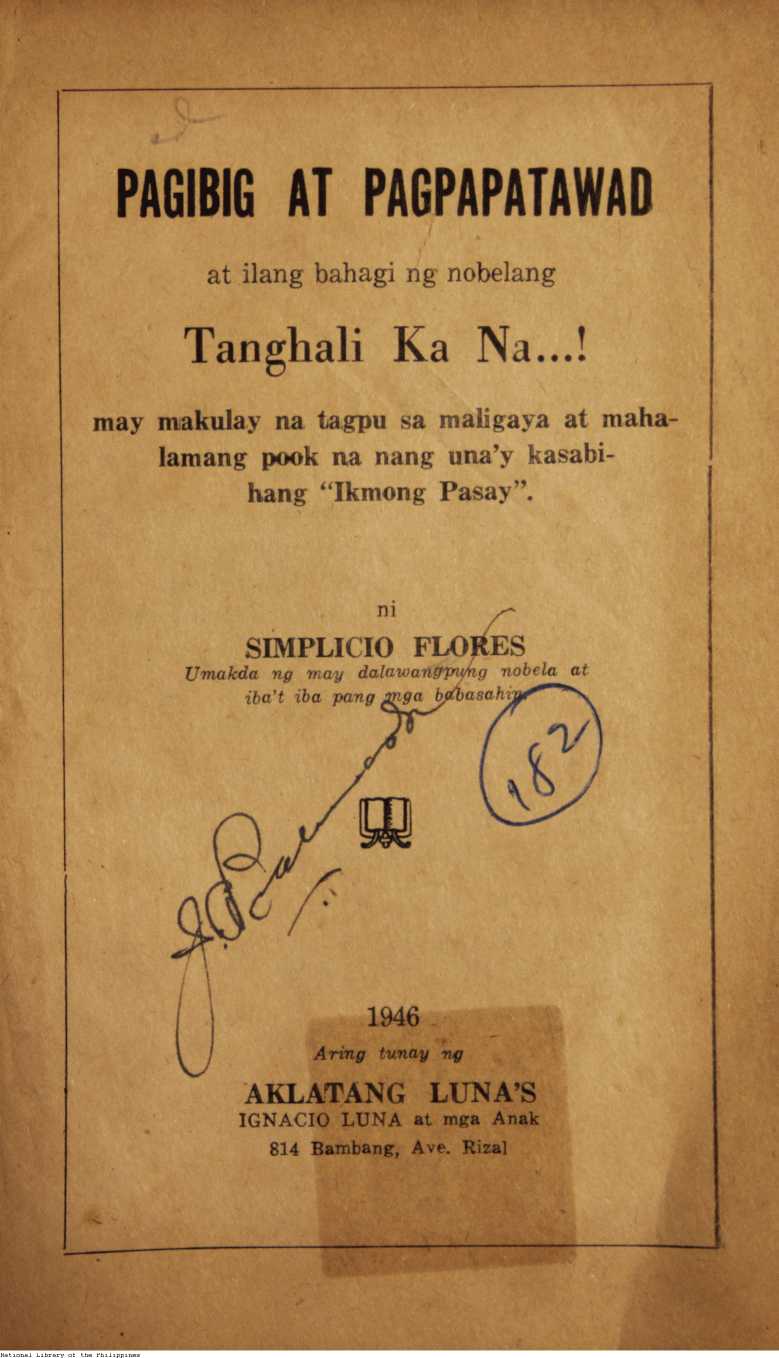 PAGIBIG AT PAGPAPATAWAD
at ilang bahagi ng nobelang
Tanghali Ka Na...!
may makulay na tagpu sa maligaya at maha-
lamang pook na nang una'y kasabi-
hang "Ikmong Pasay".
ni
SIMPLICIO FLORES
Umakda ng may dalawangpung nobela at
iba't iba pang mga babasahin
182
1946
Aring tunay ng
AKLATANG LUNA'S
IGNACIO LUNA at mga Anak
814 Bambang, Ave. Rizal
National Library of the Philippines